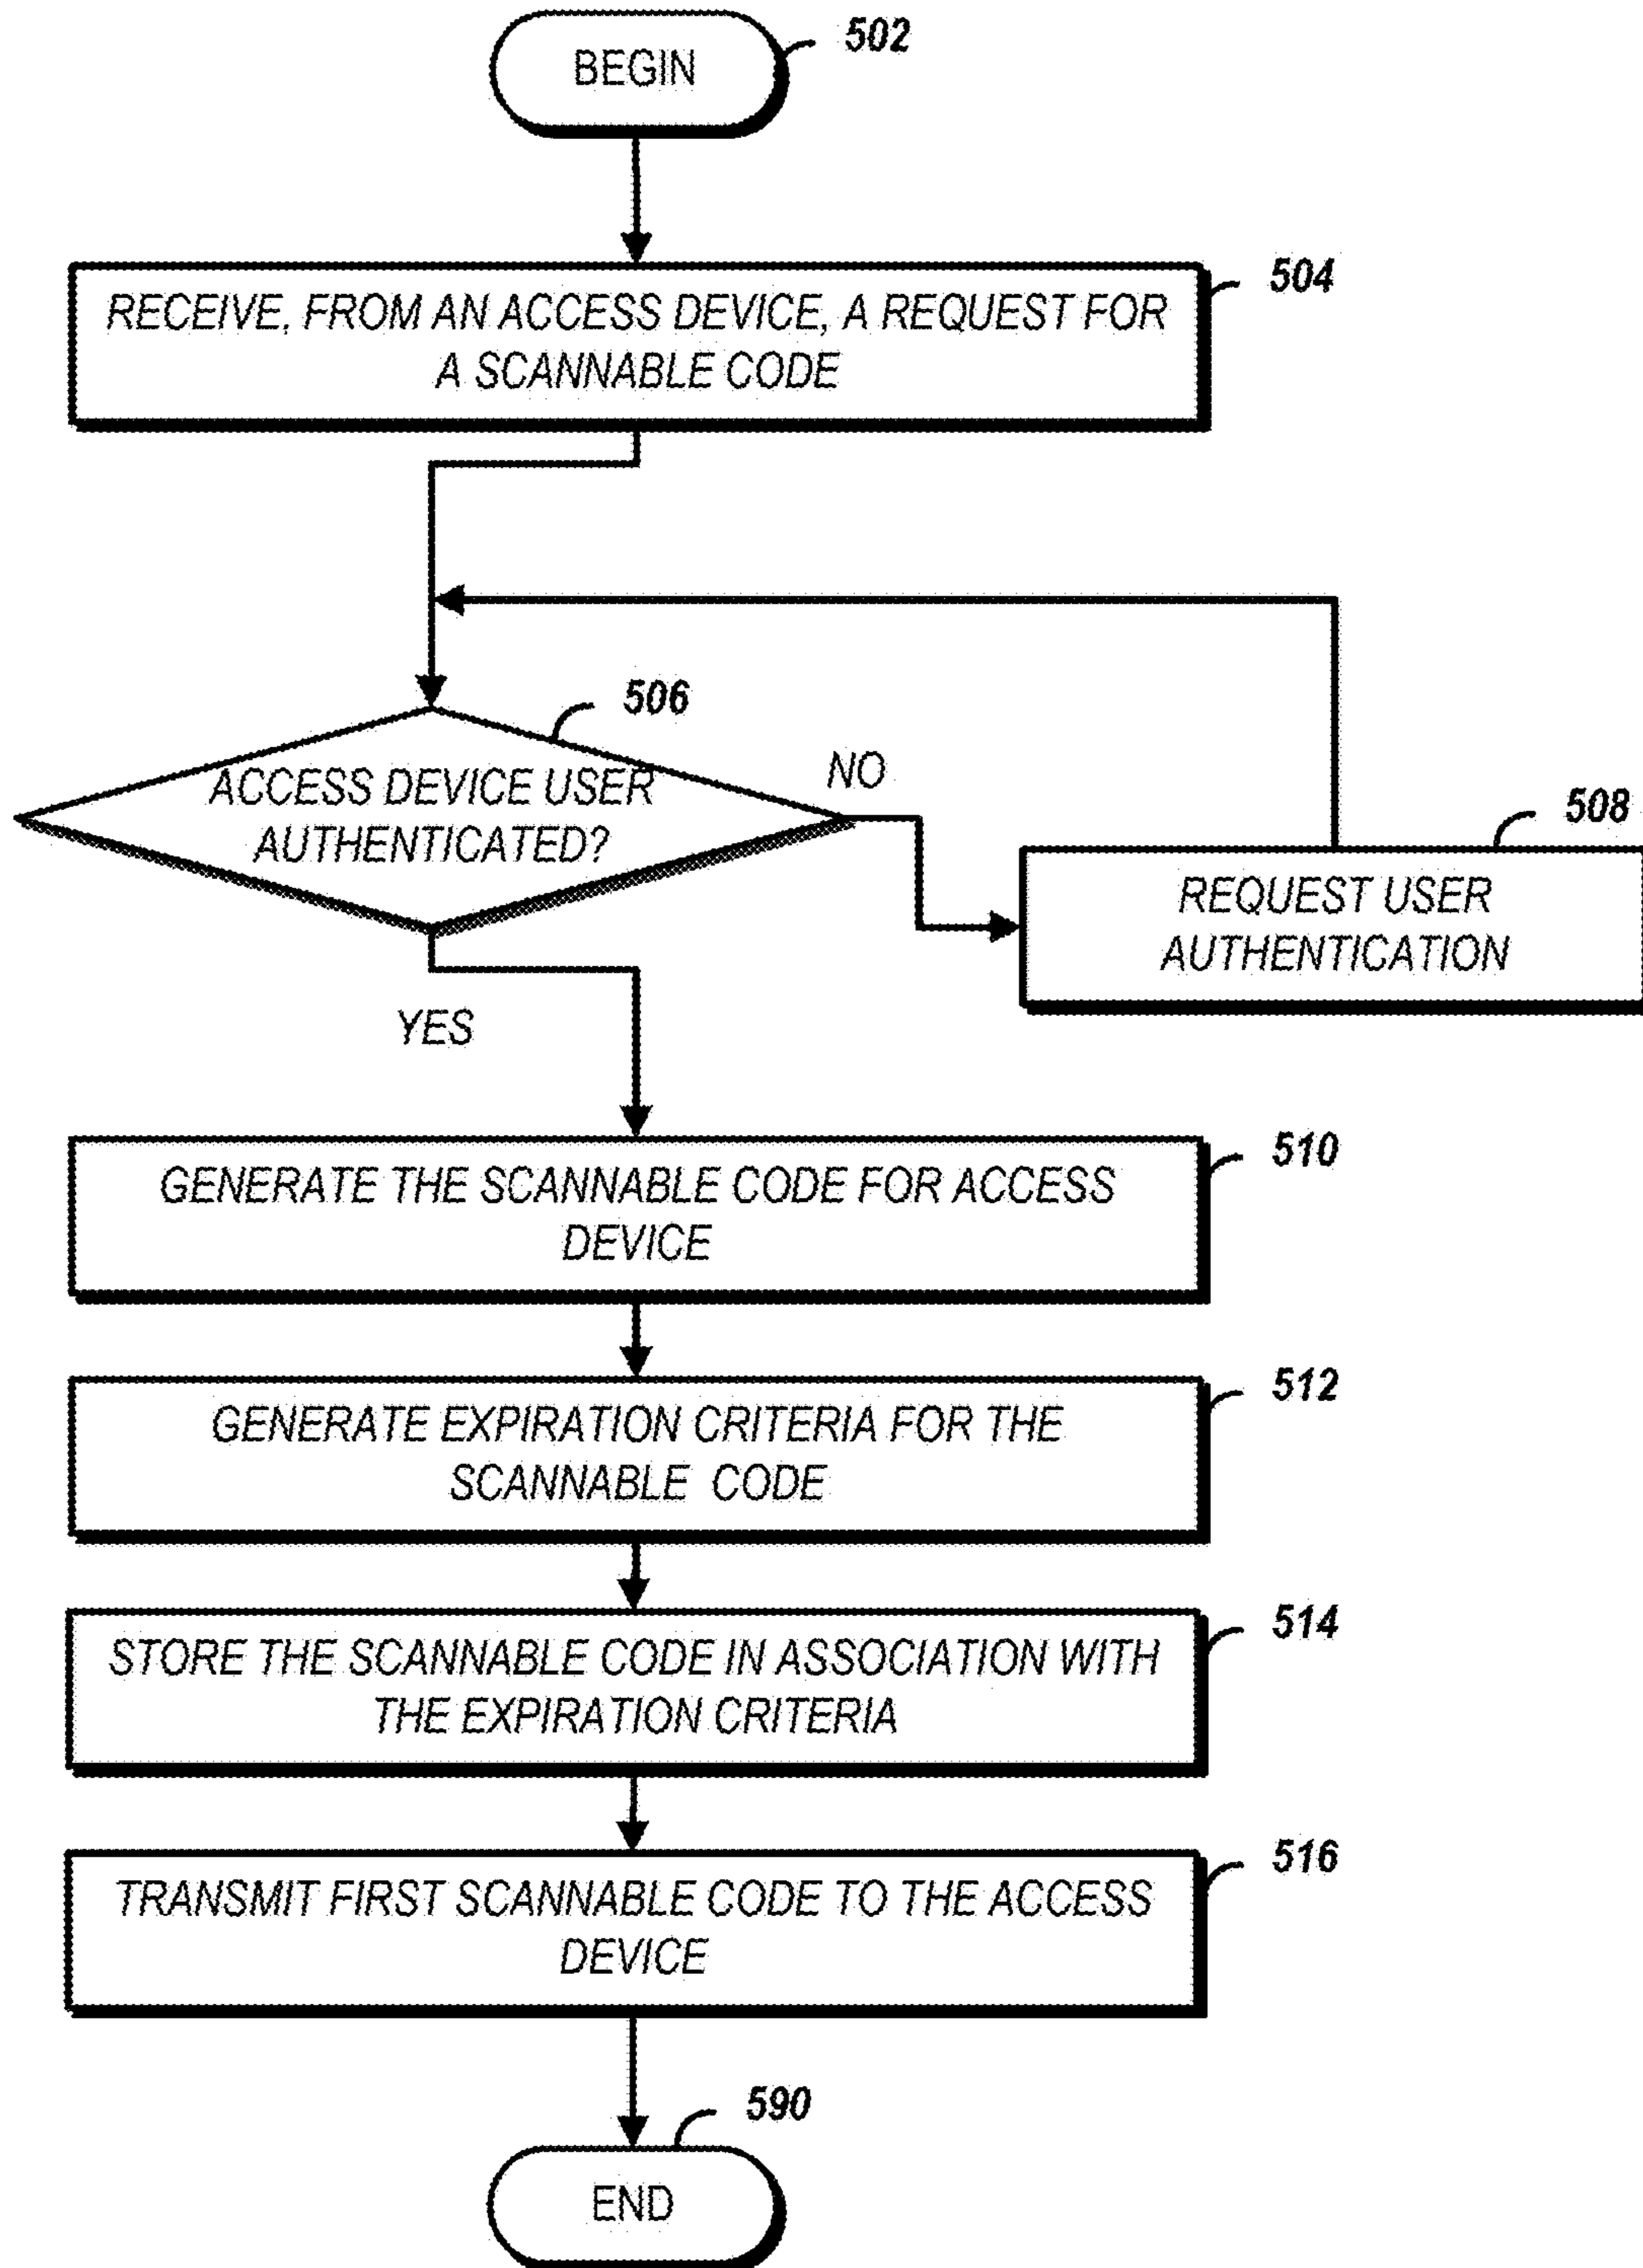 BEGIN
502
504
RECEIVE, FROM AN ACCESS DEVICE, A REQUEST FOR
A SCANNABLE CODE
506
ACCESS DEVICE USER
AUTHENTICATED?
NO
508
REQUEST USER
AUTHENTICATION
YES
510
GENERATE THE SCANNABLE CODE FOR ACCESS
DEVICE
512
GENERATE EXPIRATION CRITERIA FOR THE
SCANNABLE CODE
514
STORE THE SCANNABLE CODE IN ASSOCIATION WITH
THE EXPIRATION CRITERIA
516
TRANSMIT FIRST SCANNABLE CODE TO THE ACCESS
DEVICE
590
END